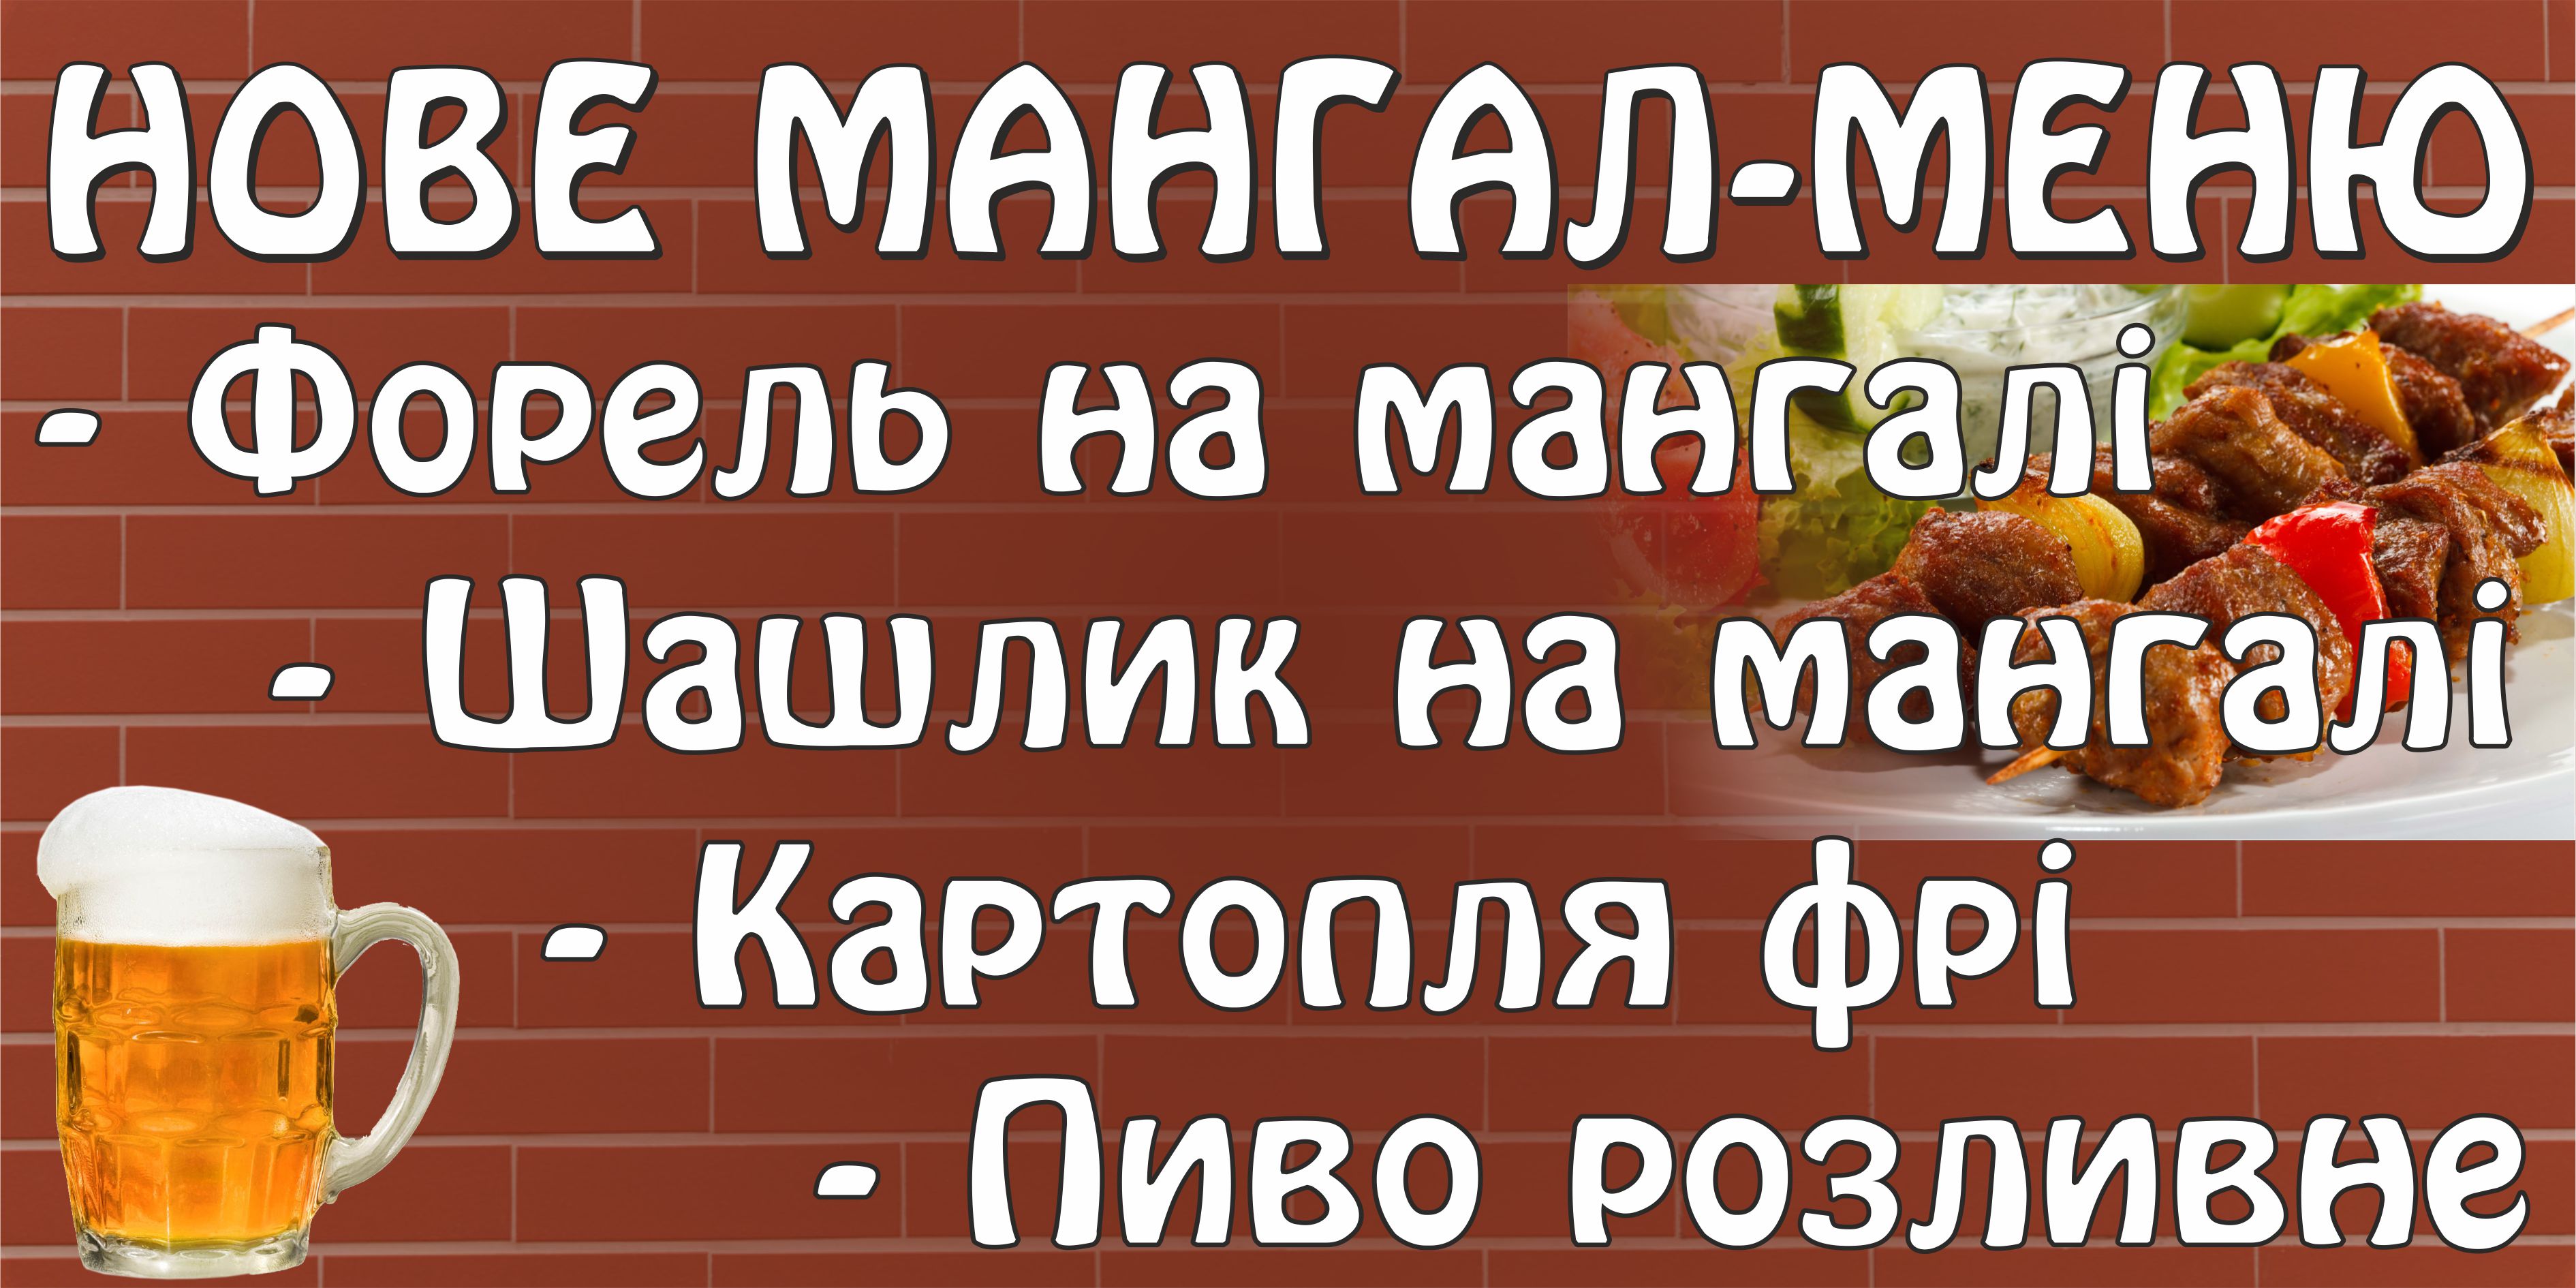 НОВЕ МАНГАЛ-МЕНЮ
- Форель на мангалі
- Шашлик на мангалі
- Картопля фрі
- Пиво розливне